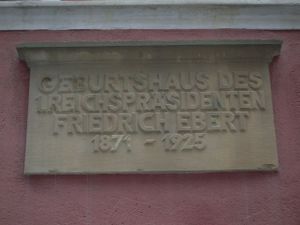 GEBURTSHAUS DES
1.REICHSPRÄSIDENTEN
FRIEDRICH EBERT
1871 - 1925